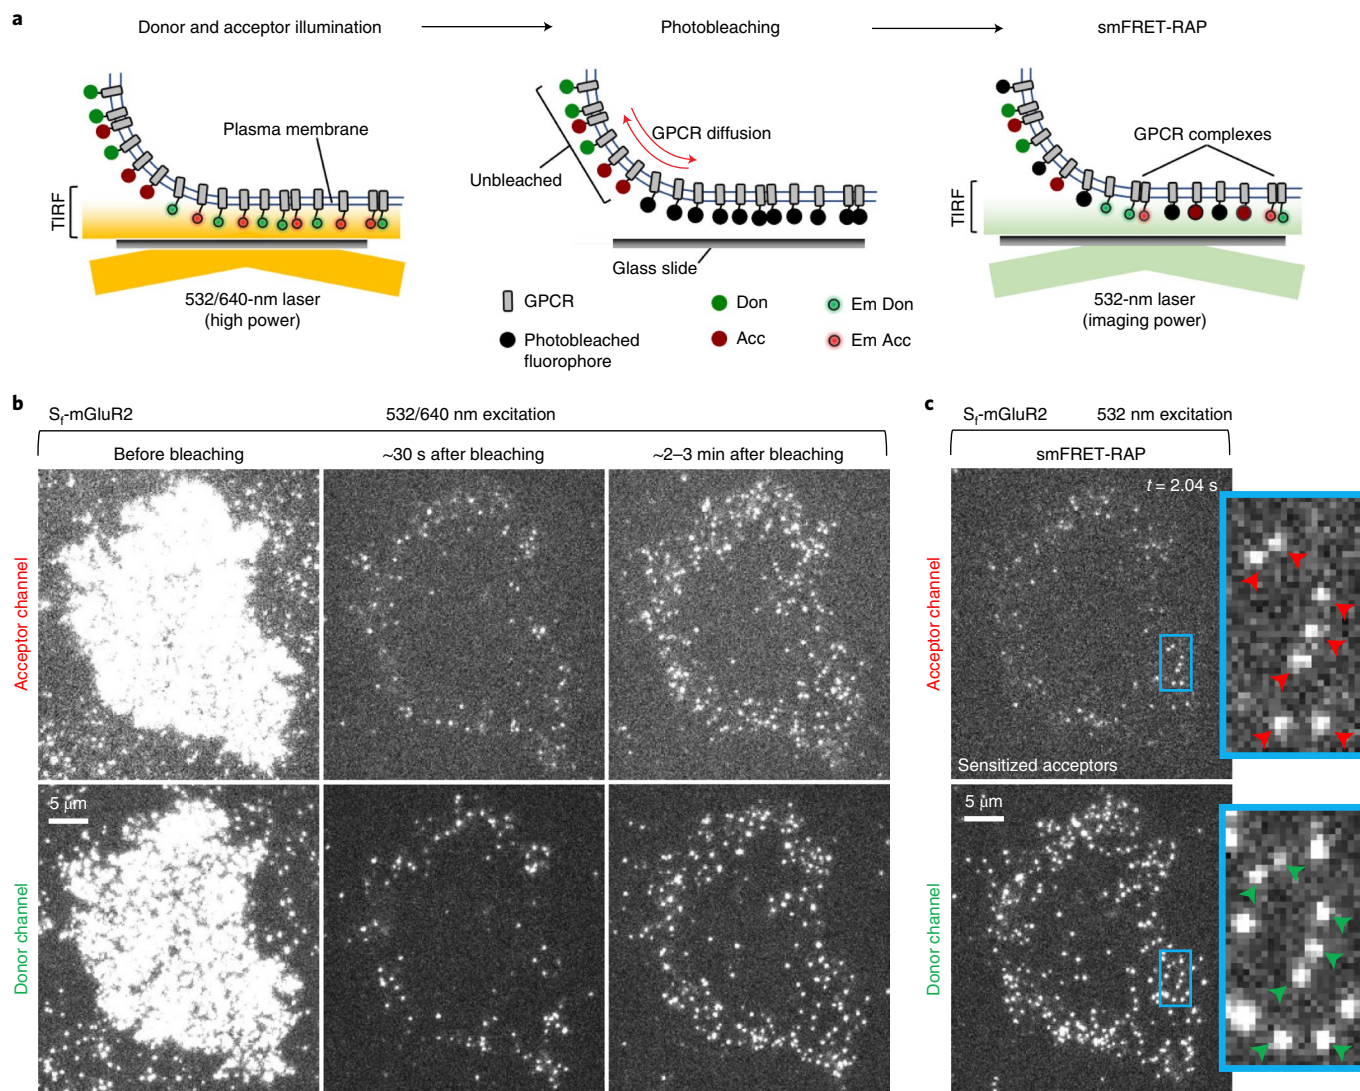 a
Donor and acceptor illumination
Photobleaching
smFRET-RAP
Plasma membrane
TIRF
532/640-nm laser
(high power)
GPCR diffusion
Unbleached
Glass slide
GPCR complexes
TIRF
532-nm laser
(imaging power)
GPCR
Don
Em Don
Photobleached
fluorophore
Acc
Em Acc
b
Sf-mGluR2
532/640 nm excitation
Before bleaching
~30 s after bleaching
~2–3 min after bleaching
Acceptor channel
Donor channel
5 μm
c
Sf-mGluR2
532 nm excitation
smFRET-RAP
t = 2.04 s
Acceptor channel
Sensitized acceptors
Donor channel
5 μm